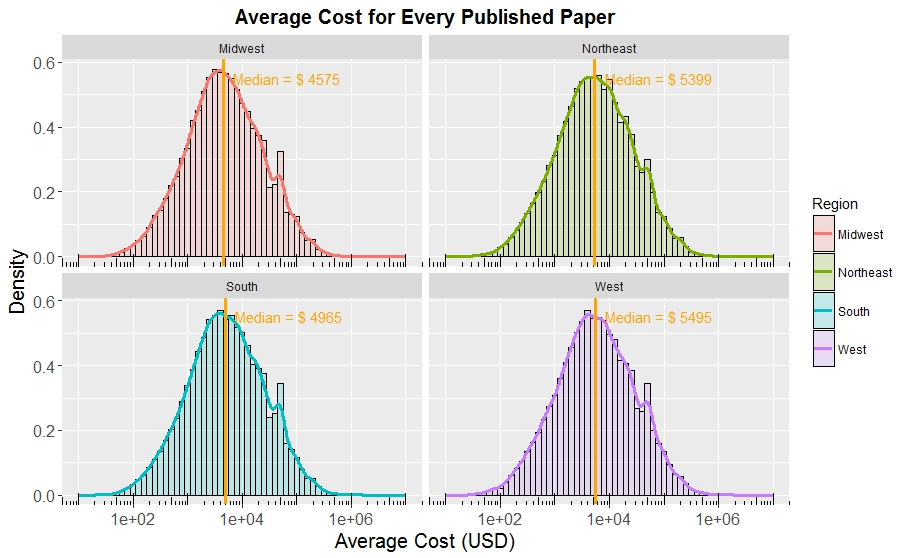 Average Cost for Every Published Paper
Midwest
Northeast
0.6
Median = $ 4575
Median = $ 5399
0.4
0.2
0.0
South
West
0.6
Median = $ 4965
Median = $ 5495
0.4
0.2
0.0
1e+02 1e+04 1e+06
1e+02 1e+04 1e+06
Density
Average Cost (USD)
Region
Midwest
Northeast
South
West